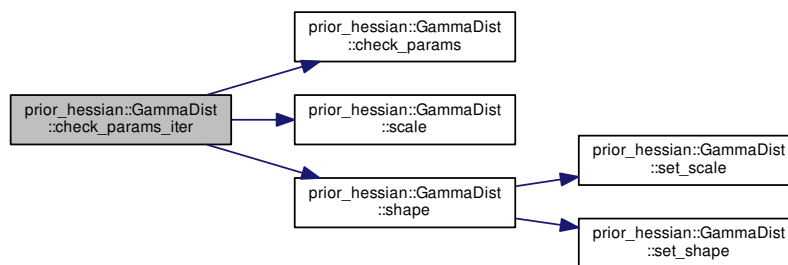 prior_hessian::GammaDist
::check_params_iter
prior_hessian::GammaDist
::check_params
prior_hessian::GammaDist
::scale
prior_hessian::GammaDist
::shape
prior_hessian::GammaDist
::set_scale
prior_hessian::GammaDist
::set_shape